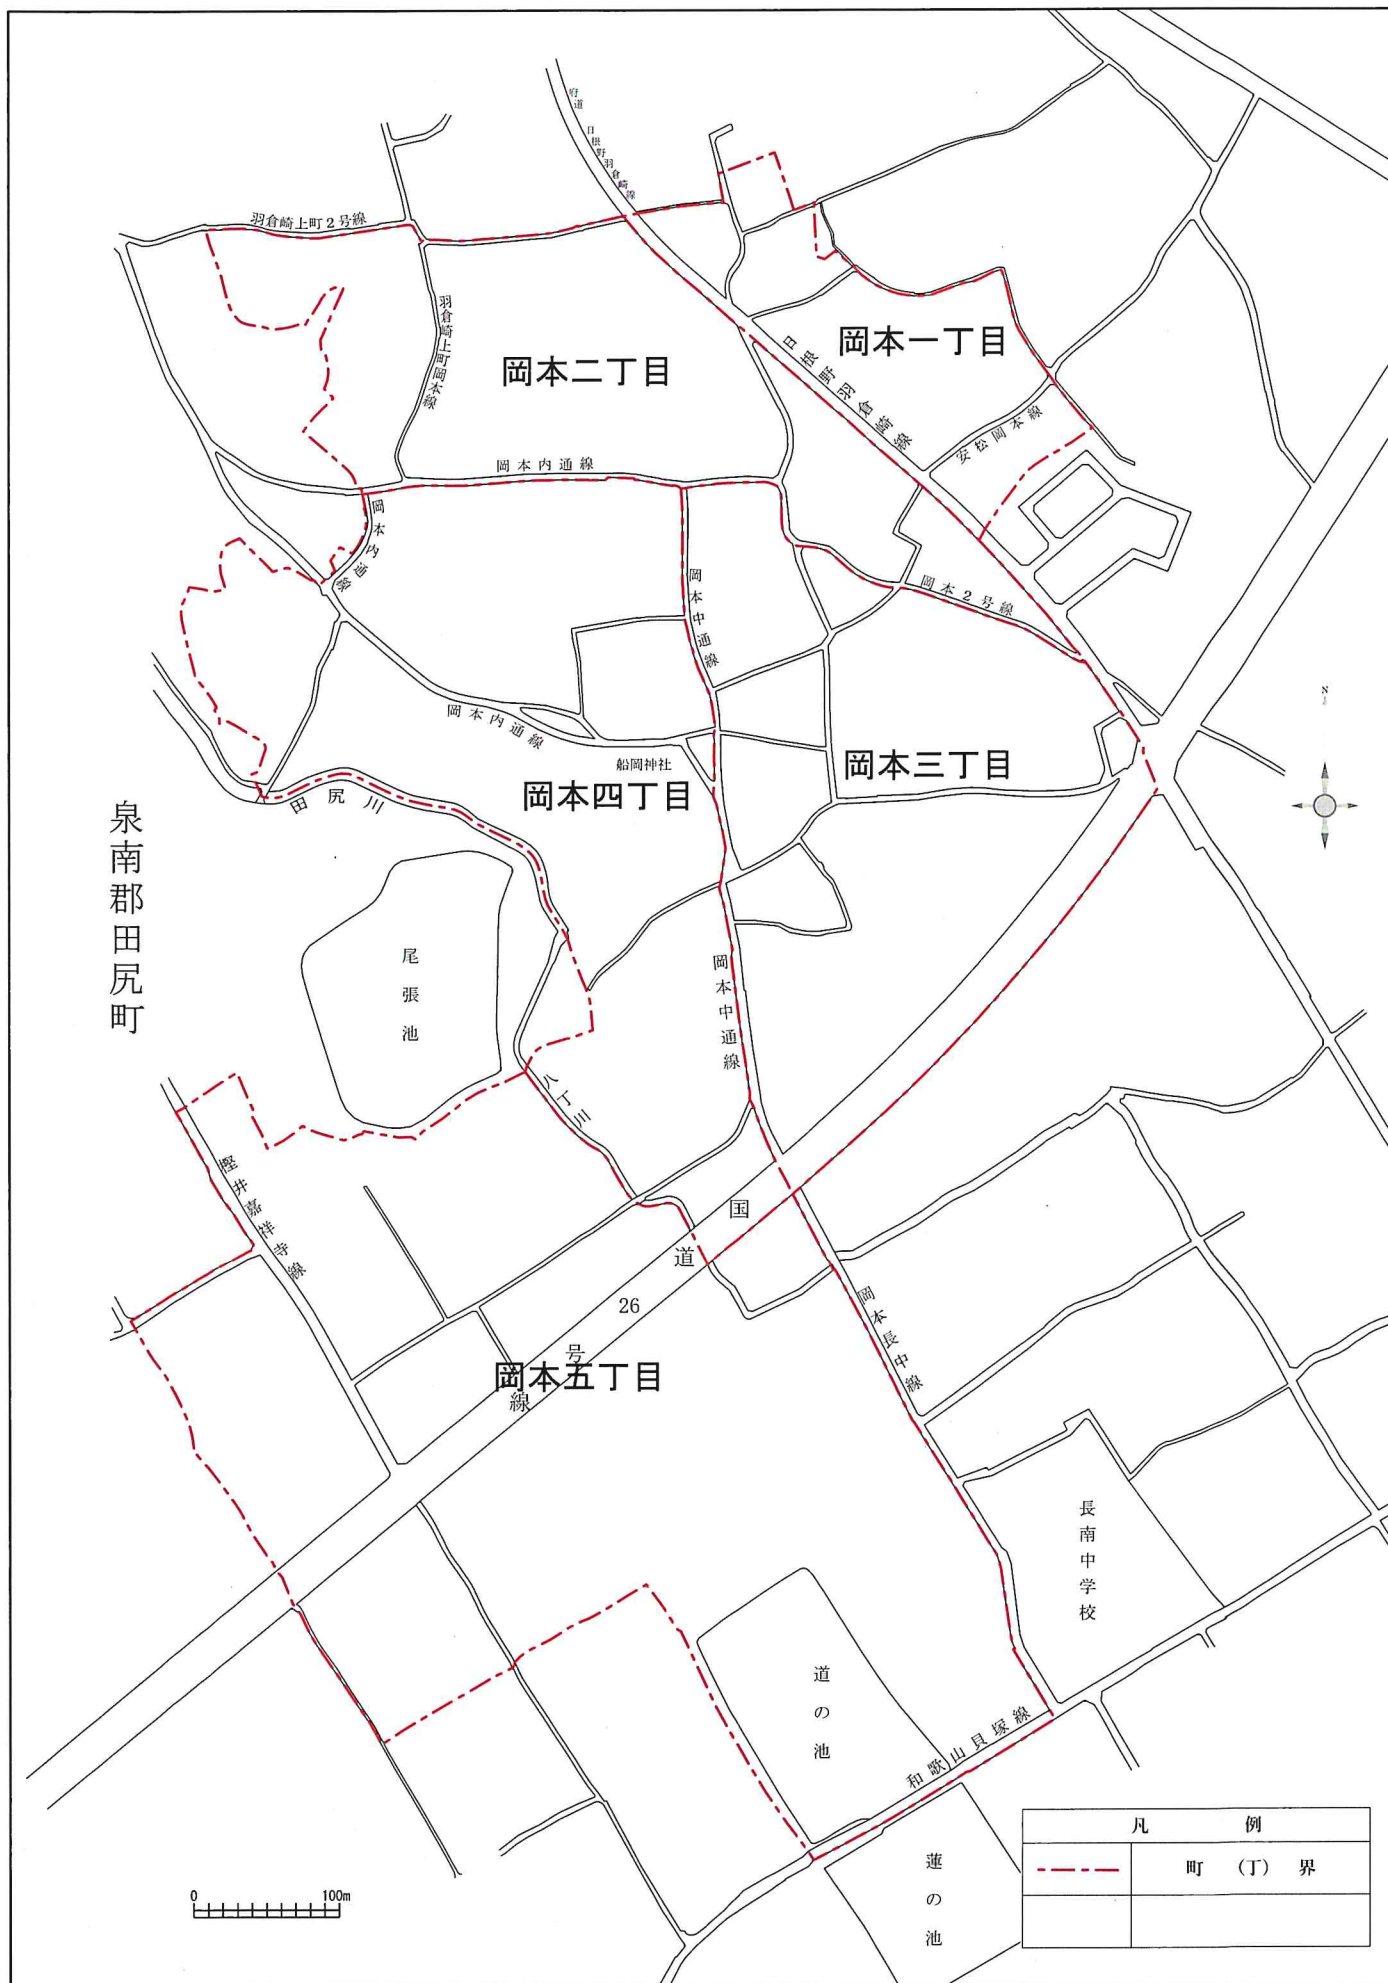 府道 日根野羽倉崎線
羽倉崎上町2号線
羽倉崎上町岡本線
岡本二丁目
岡本一丁目
日根野羽倉崎線
安松岡本線
岡本内通線
岡本内通線
岡本中通線
岡本2号線
岡本内通線
船岡神社
岡本三丁目
岡本四丁目
N
田尻川
泉南郡田尻町
尾張池
岡本中通線
八丁川
樫井嘉祥寺線
国道26号線
岡本長中線
岡本五丁目
長南中学校
道の池
和歌山貝塚線
蓮の池
凡例
町(丁)界
0 100m